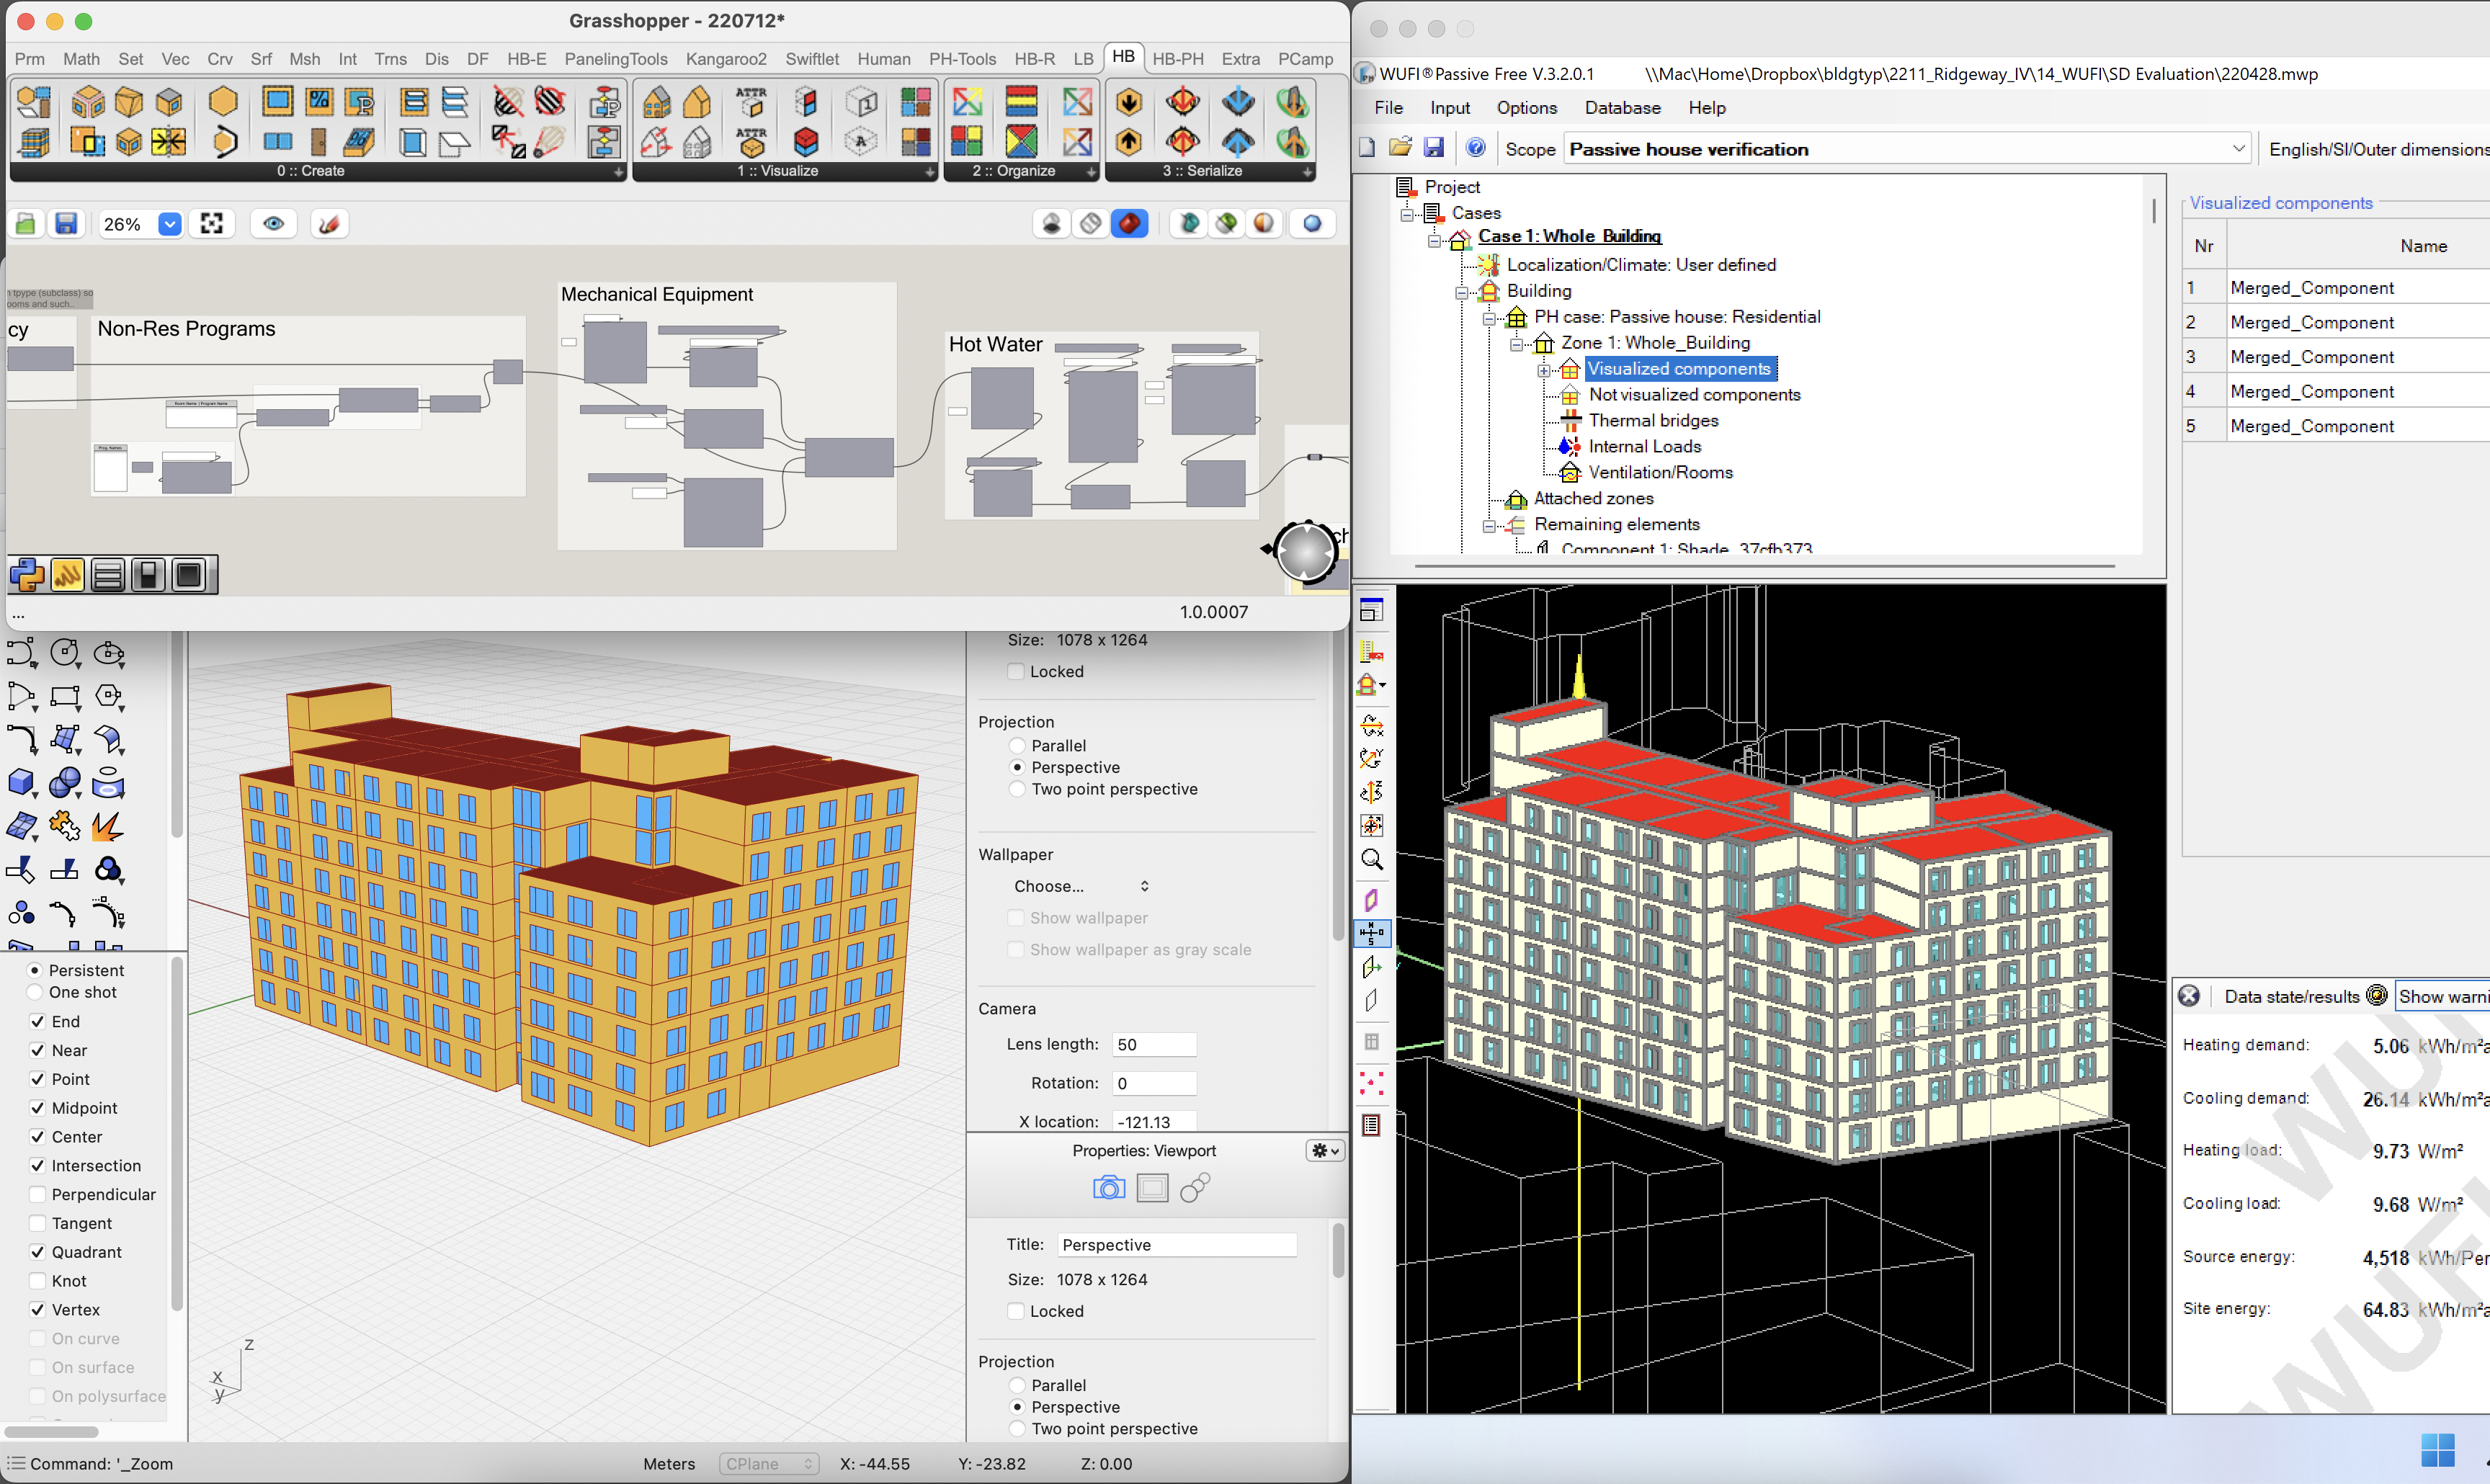 Grasshopper - 220712*
Prm Math Set Vec Crv Srf Msh Int Trns Dis DF HB-E PanelingTools Kangaroo2 Swiftlet Human PH-Tools HB-R LB HB HB-PH Extra PCamp
0 :: Create
1 :: Visualize
2 :: Organize
3 :: Serialize
26%
ooms and such..
cy
Non-Res Programs
Mechanical Equipment
Hot Water
...
1.0.0007
Persistent
One shot
End
Near
Point
Midpoint
Center
Intersection
Perpendicular
Tangent
Quadrant
Knot
Vertex
On curve
On surface
On polysurface
z
x
y
Size: 1078 x 1264
Locked
Projection
Parallel
Perspective
Two point perspective
Wallpaper
Choose...
Show wallpaper
Show wallpaper as gray scale
Camera
Lens length: 50
Rotation: 0
X location: -121.13
Properties: Viewport
Title: Perspective
Size: 1078 x 1264
Locked
Projection
Parallel
Perspective
Two point perspective
Command: '_Zoom
Meters
CPlane
X: -44.55
Y: -23.82
Z: 0.00
WUFI®Passive Free V.3.2.0.1 \\Mac\Home\Dropbox\bldgtyp\2211_Ridgeway_IV\14_WUFI\SD Evaluation\220428.mwp
File Input Options Database Help
Scope Passive house verification
English/SI/Outer dimensions
Project
Cases
Case 1: Whole_Building
Localization/Climate: User defined
Building
PH case: Passive house: Residential
Zone 1: Whole_Building
Visualized components
Not visualized components
Thermal bridges
Internal Loads
Ventilation/Rooms
Attached zones
Remaining elements
Component 1: Shade_37cfb373
Visualized components
Nr Name
1 Merged_Component
2 Merged_Component
3 Merged_Component
4 Merged_Component
5 Merged_Component
Data state/results Show warni
Heating demand: 5.06 kWh/m²a
Cooling demand: 26.14 kWh/m²a
Heating load: 9.73 W/m²
Cooling load: 9.68 W/m²
Source energy: 4,518 kWh/Per
Site energy: 64.83 kWh/m²a
WUFI
WUFI